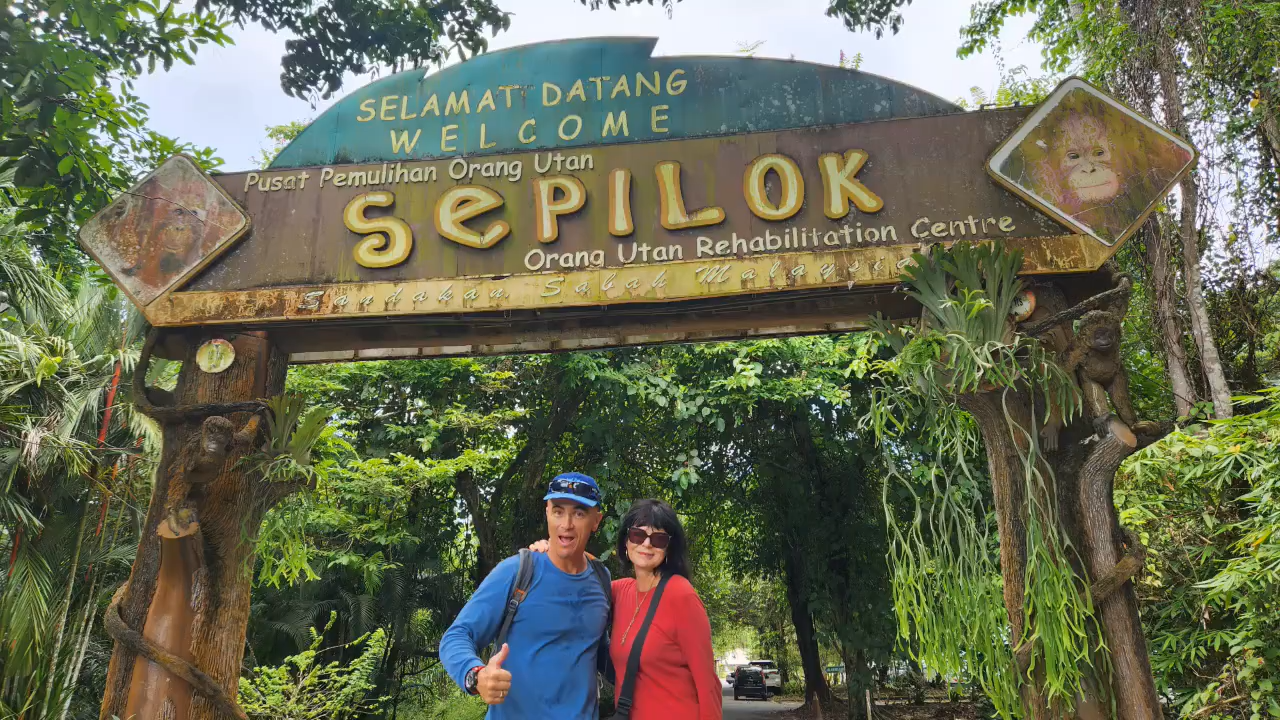 SELAMAT DATANG
WELCOME
Pusat Pemulihan Orang Utan
SePILOK
Orang Utan Rehabilitation Centre
Sandakan, Sabah Malaysia